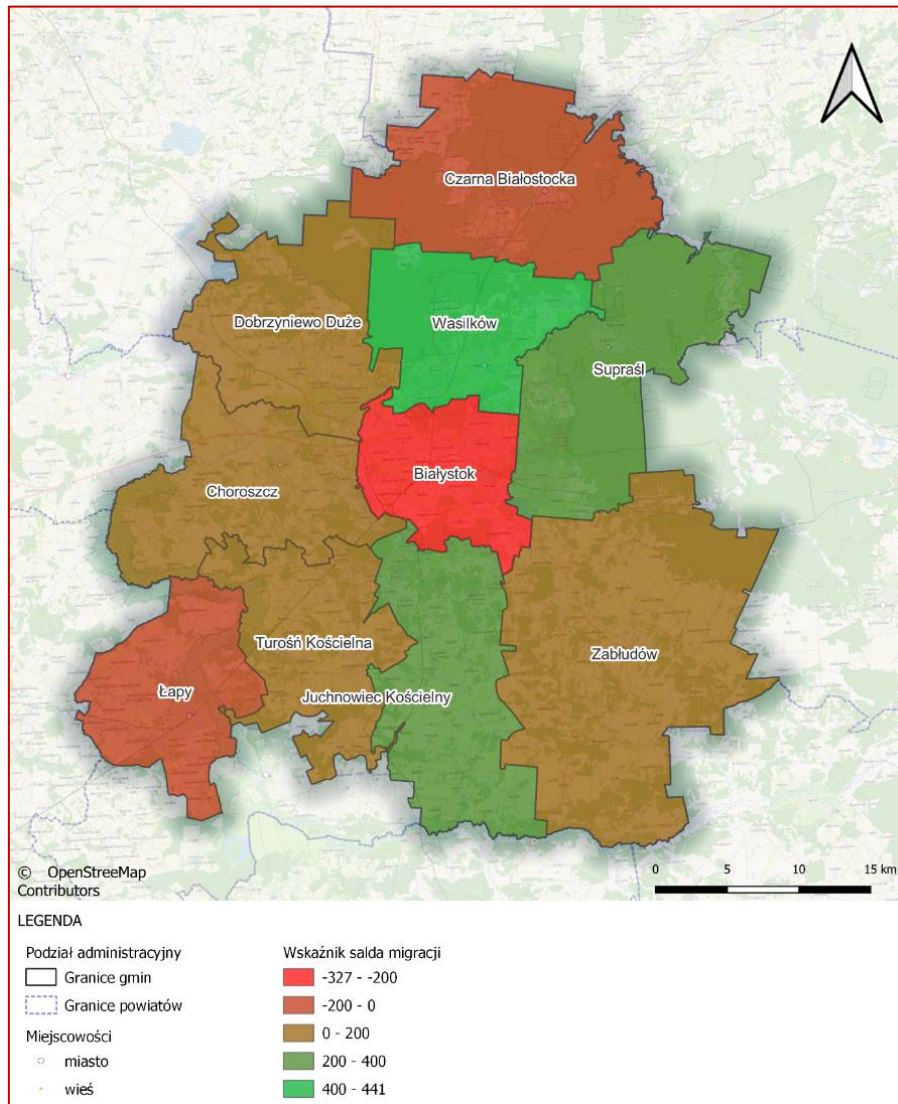 Czarna Białostocka
Dobrzyniewo Duże
Wasilków
Supraśl
Białystok
Choroszcz
Turośń Kościelna
Zabłudów
Łapy
Juchnowiec Kościelny
© OpenStreetMap
Contributors
0 5 10 15 km
LEGENDA
Podział administracyjny
Granice gmin
Granice powiatów
Miejscowości
miasto
wieś
Wskaźnik salda migracji
-327 - -200
-200 - 0
0 - 200
200 - 400
400 - 441